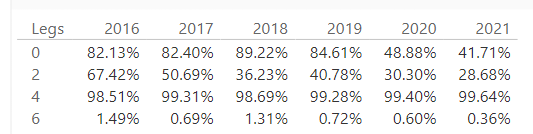 Legs 2016 2017 2018 2019 2020 2021
0 82.13% 82.40% 89.22% 84.61% 48.88% 41.71%
2 67.42% 50.69% 36.23% 40.78% 30.30% 28.68%
4 98.51% 99.31% 98.69% 99.28% 99.40% 99.64%
6 1.49% 0.69% 1.31% 0.72% 0.60% 0.36%